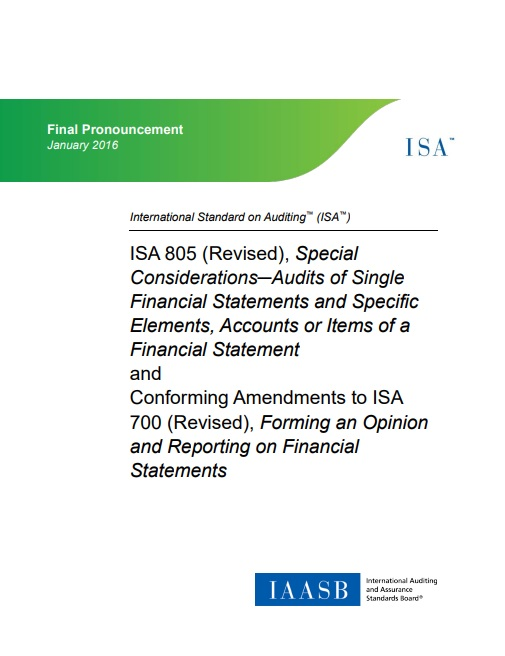 Final Pronouncement
January 2016
ISA™
International Standard on Auditing™ (ISA™)
ISA 805 (Revised), Special
Considerations—Audits of Single
Financial Statements and Specific
Elements, Accounts or Items of a
Financial Statement
and
Conforming Amendments to ISA
700 (Revised), Forming an Opinion
and Reporting on Financial
Statements
IAASB
International Auditing
and Assurance
Standards Board®